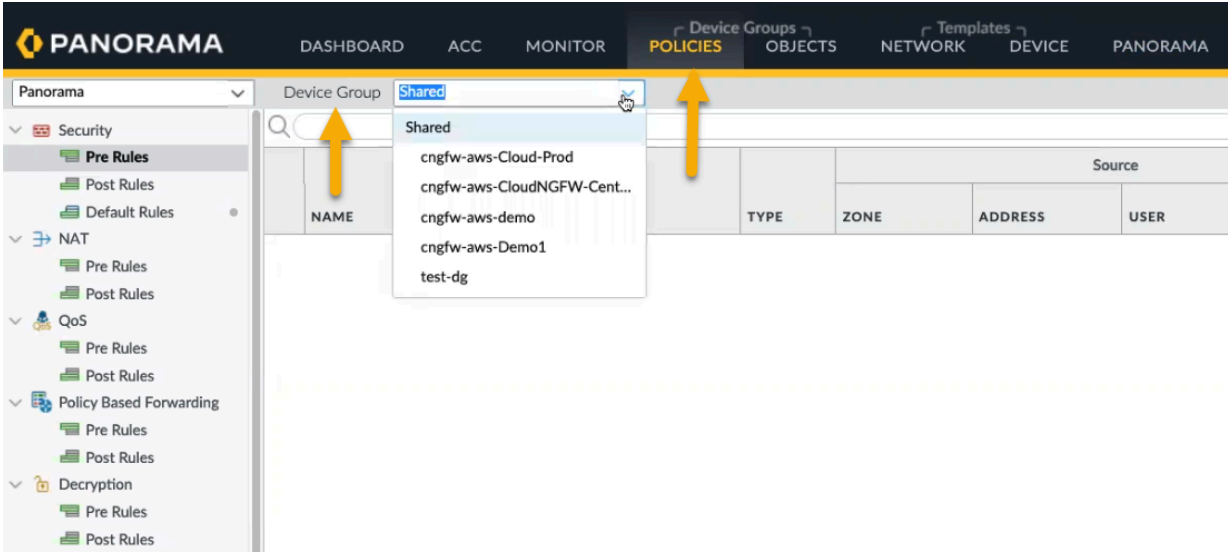 Device Groups Templates
PANORAMA DASHBOARD ACC MONITOR POLICIES OBJECTS NETWORK DEVICE PANORAMA
Panorama Device Group Shared
Security
Pre Rules
Post Rules
Default Rules
NAT
Pre Rules
Post Rules
QoS
Pre Rules
Post Rules
Policy Based Forwarding
Pre Rules
Post Rules
Decryption
Pre Rules
Post Rules
Shared
cngfw-aws-Cloud-Prod
cngfw-aws-CloudNGFW-Cent...
cngfw-aws-demo
cngfw-aws-Demo1
test-dg
Source
NAME TYPE ZONE ADDRESS USER